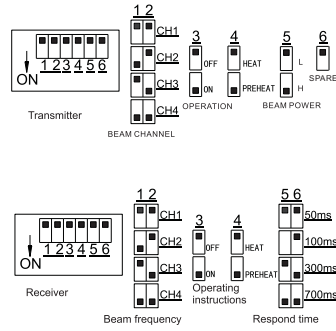 1 2
3
4
5
6
CH1
CH2
CH3
CH4
OFF
ON
HEAT
PREHEAT
L
H
SPARE
ON
1 2 3 4 5 6
Transmitter
OPERATION
BEAM POWER
BEAM CHANNEL
1 2
3
4
5 6
CH1
CH2
CH3
CH4
OFF
ON
HEAT
PREHEAT
50ms
100ms
300ms
700ms
ON
1 2 3 4 5 6
Receiver
Operating
instructions
Beam frequency
Respond time